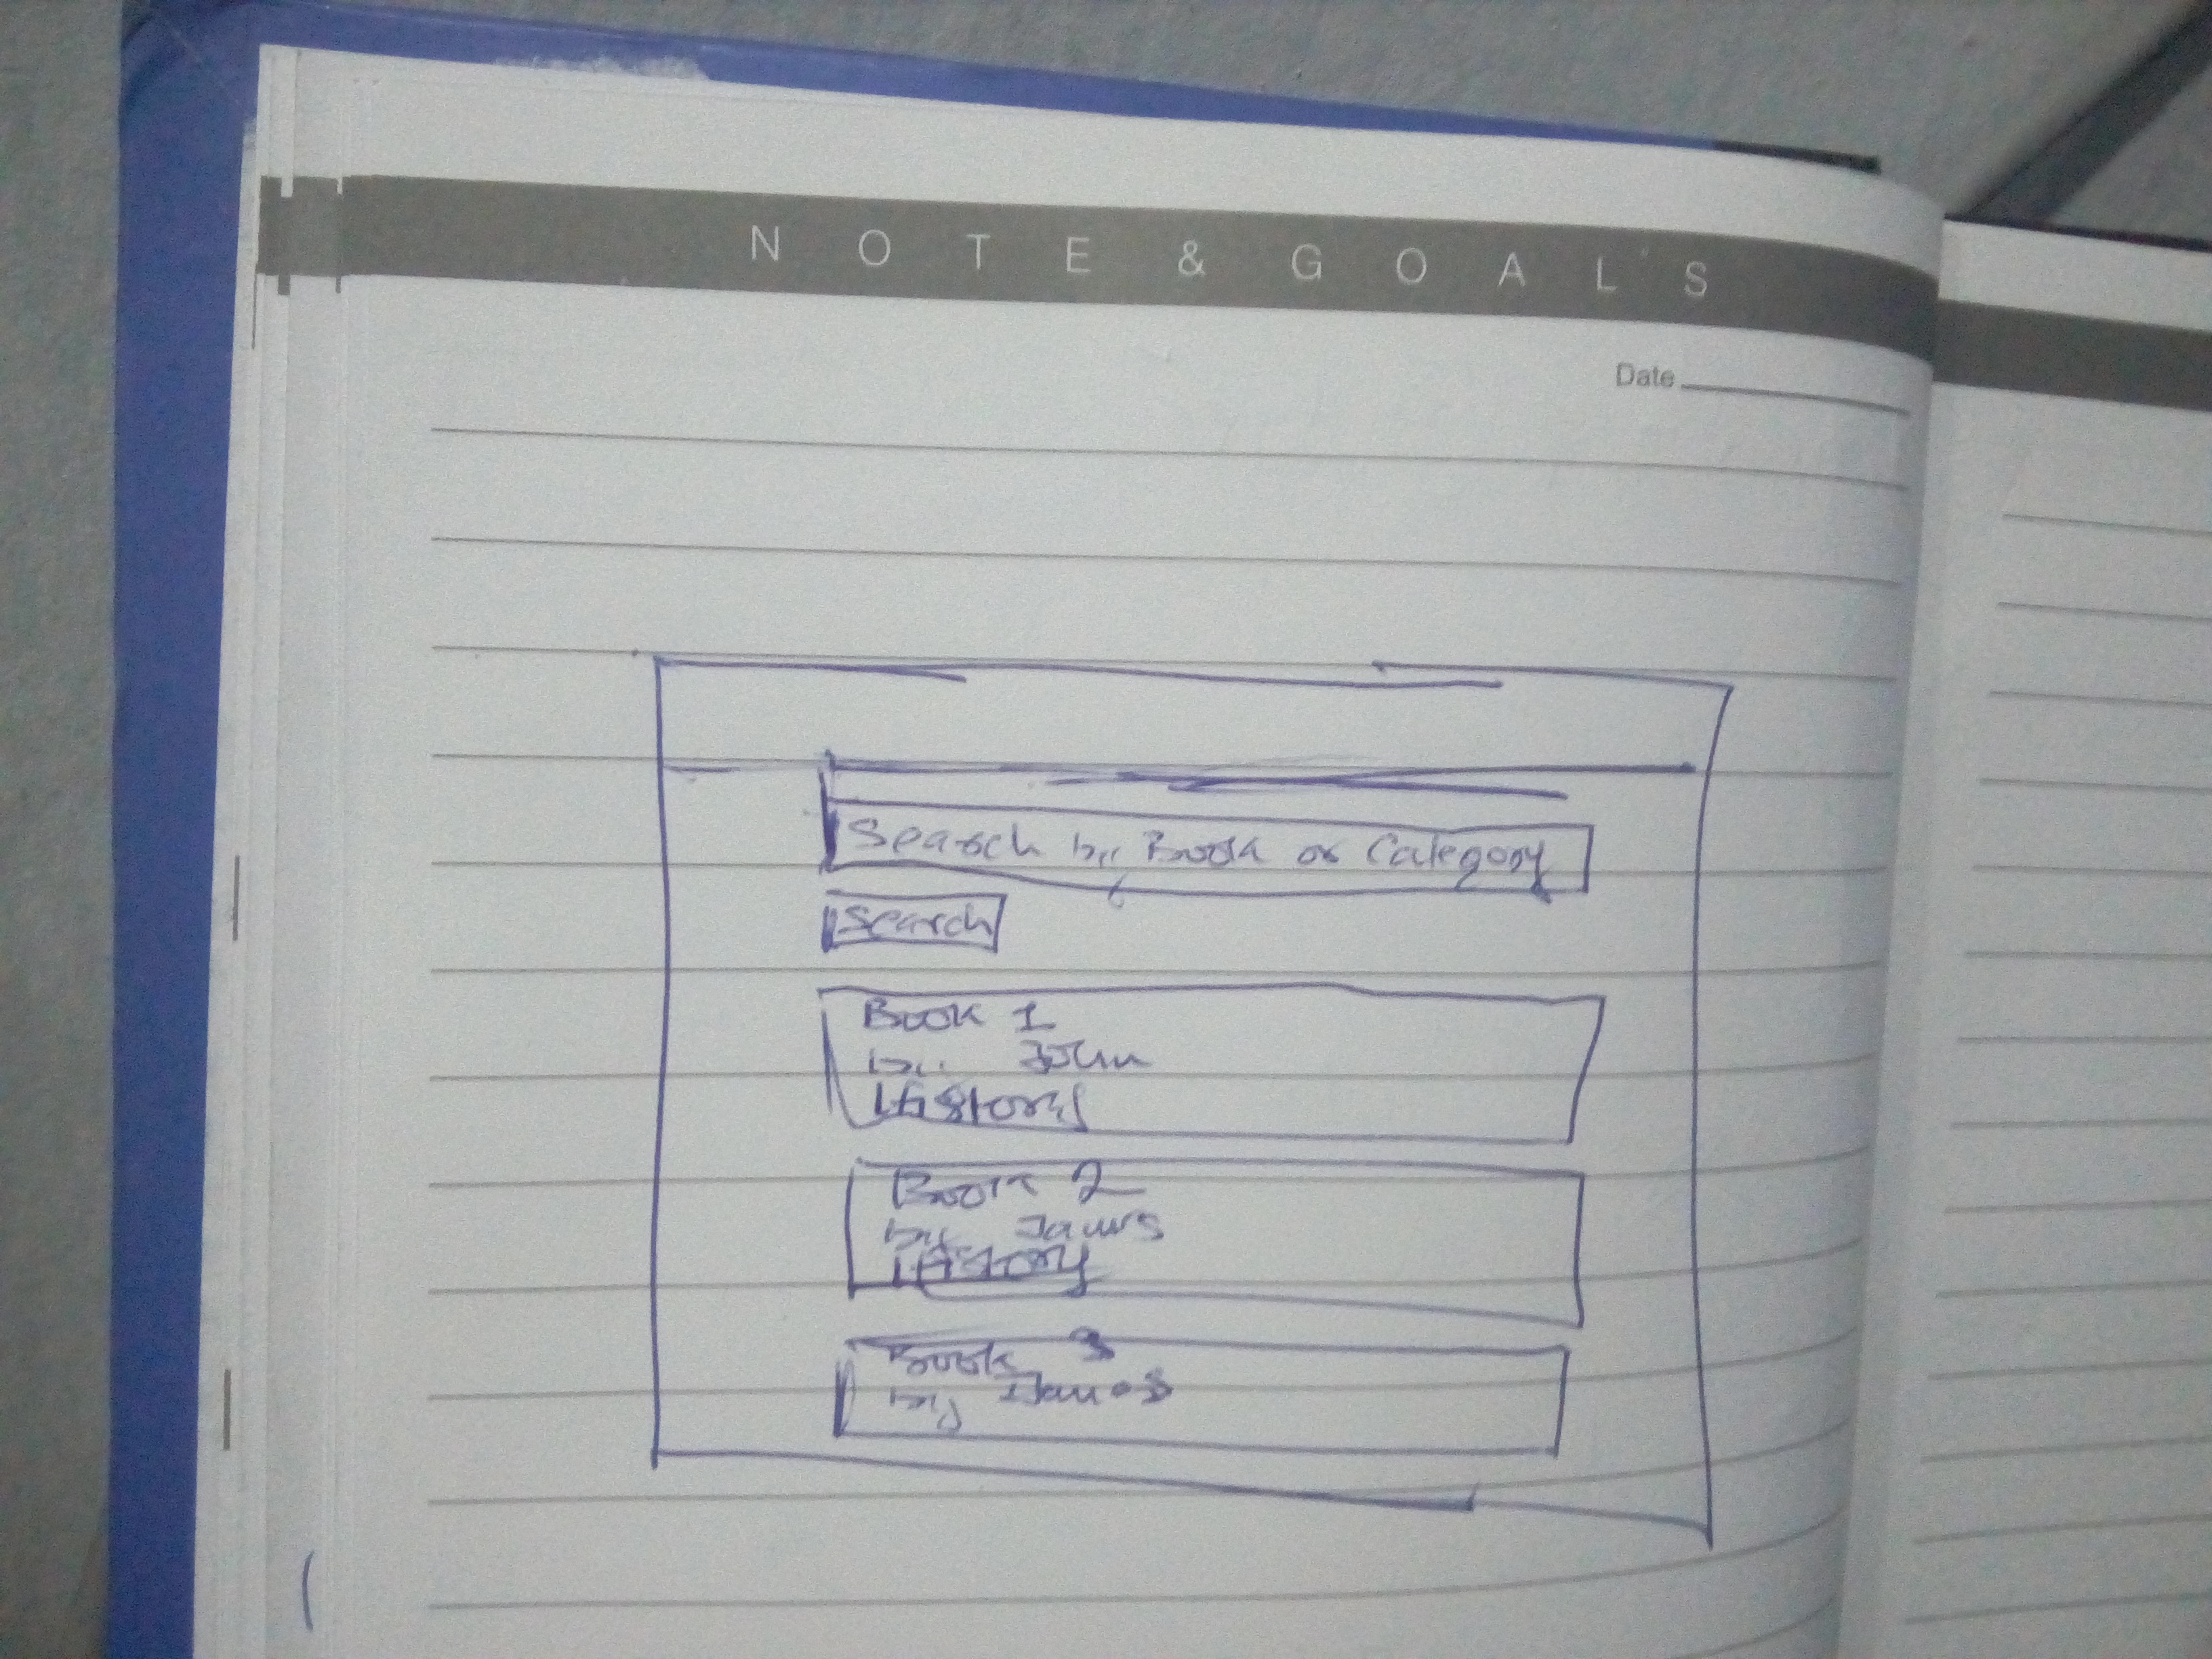 NOTE & GOALS
Date
Search by Book or Category
Search
Book 1
by John
History
Book 2
by James
History
Book 3
by James